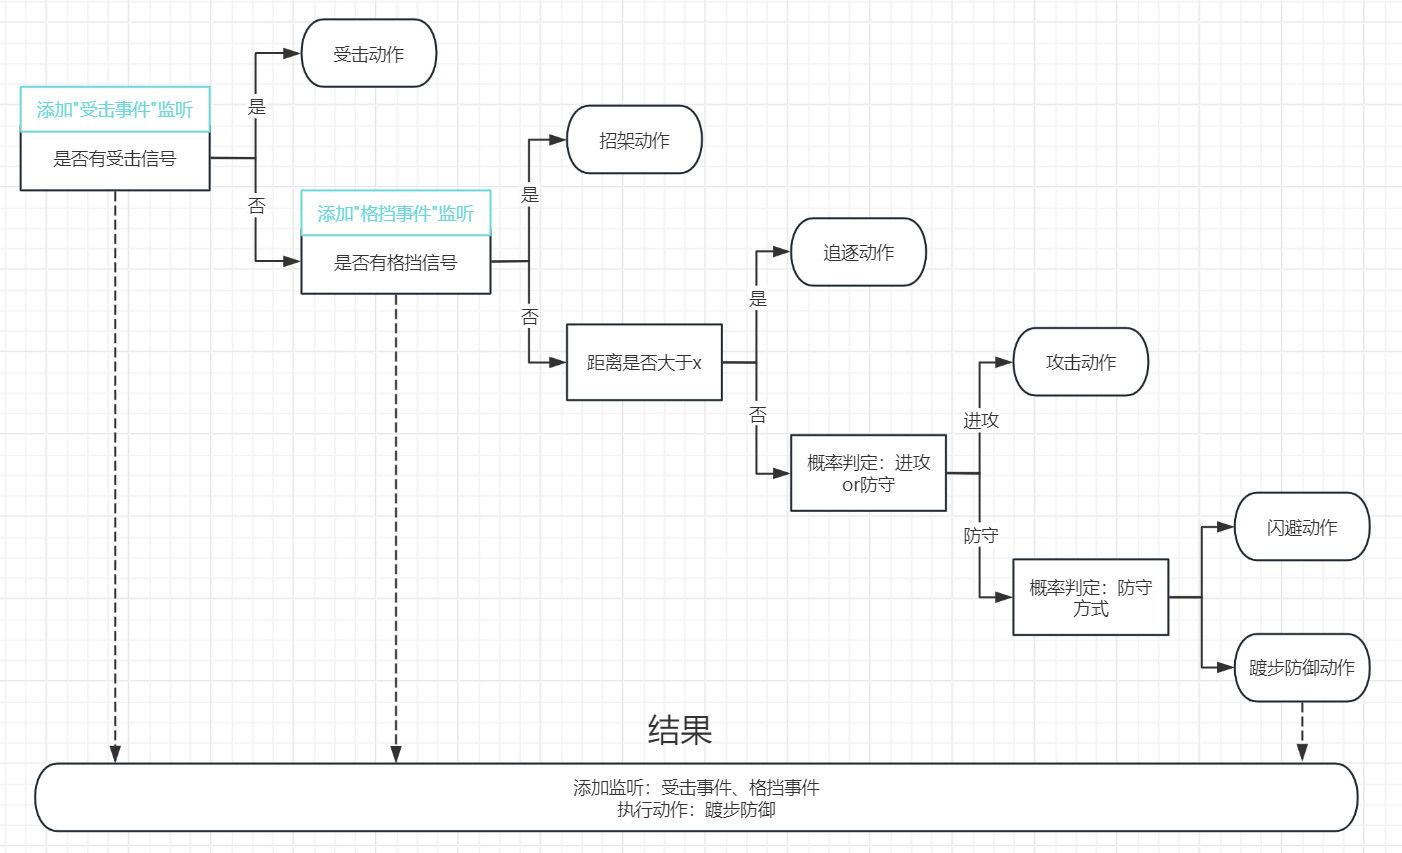 受击动作
添加"受击事件"监听
是
是否有受击信号
否
招架动作
添加"格挡事件"监听
是
是否有格挡信号
否
追逐动作
是
距离是否大于x
否
攻击动作
进攻
概率判定：进攻
or防守
防守
闪避动作
概率判定：防守
方式
踱步防御动作
结果
添加监听：受击事件、格挡事件
执行动作：踱步防御